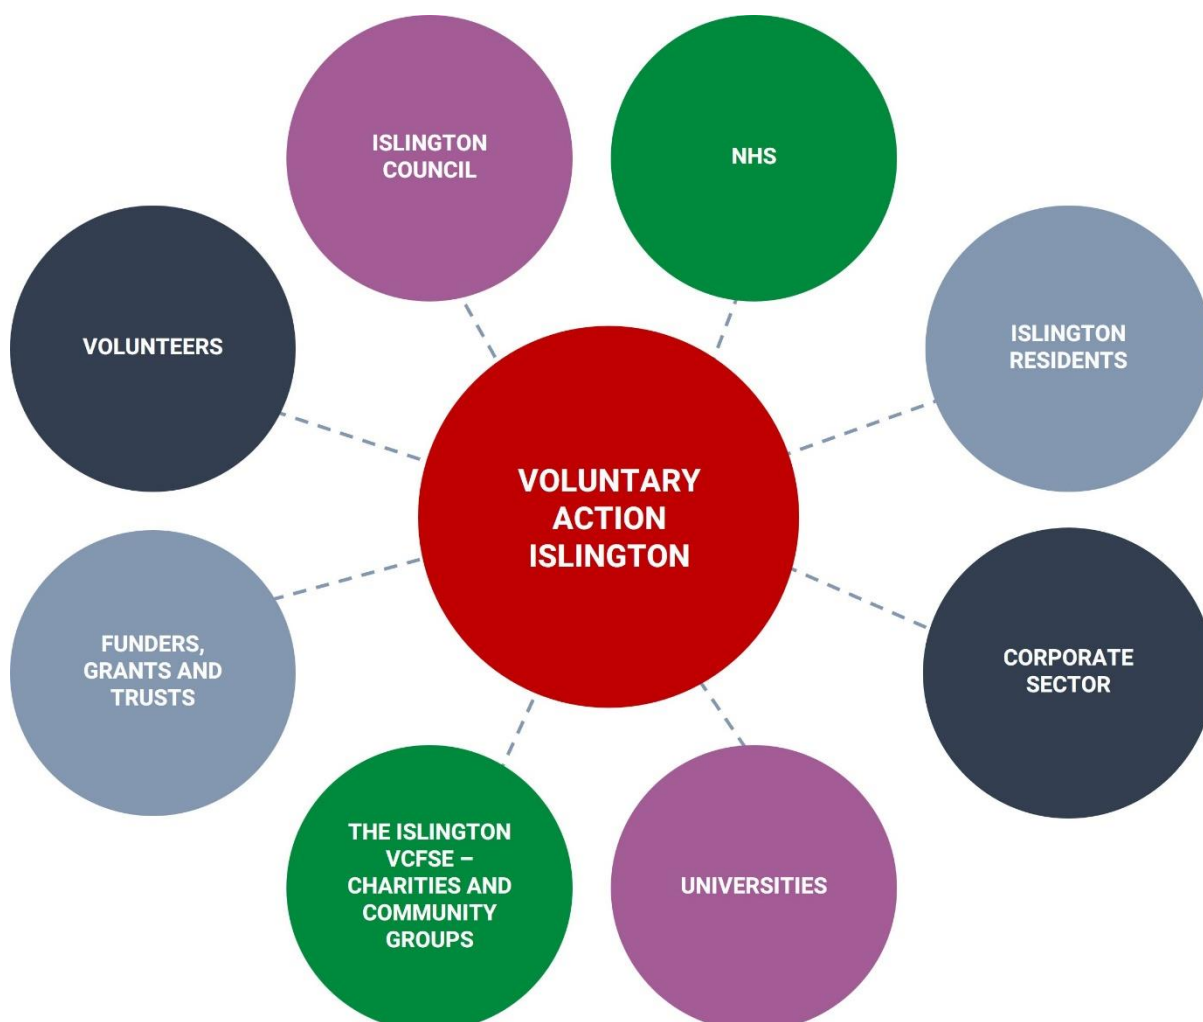 ISLINGTON
COUNCIL
NHS
VOLUNTEERS
ISLINGTON
RESIDENTS
VOLUNTARY
ACTION
ISLINGTON
FUNDERS,
GRANTS AND
TRUSTS
CORPORATE
SECTOR
THE ISLINGTON
VCFSE –
CHARITIES AND
COMMUNITY
GROUPS
UNIVERSITIES